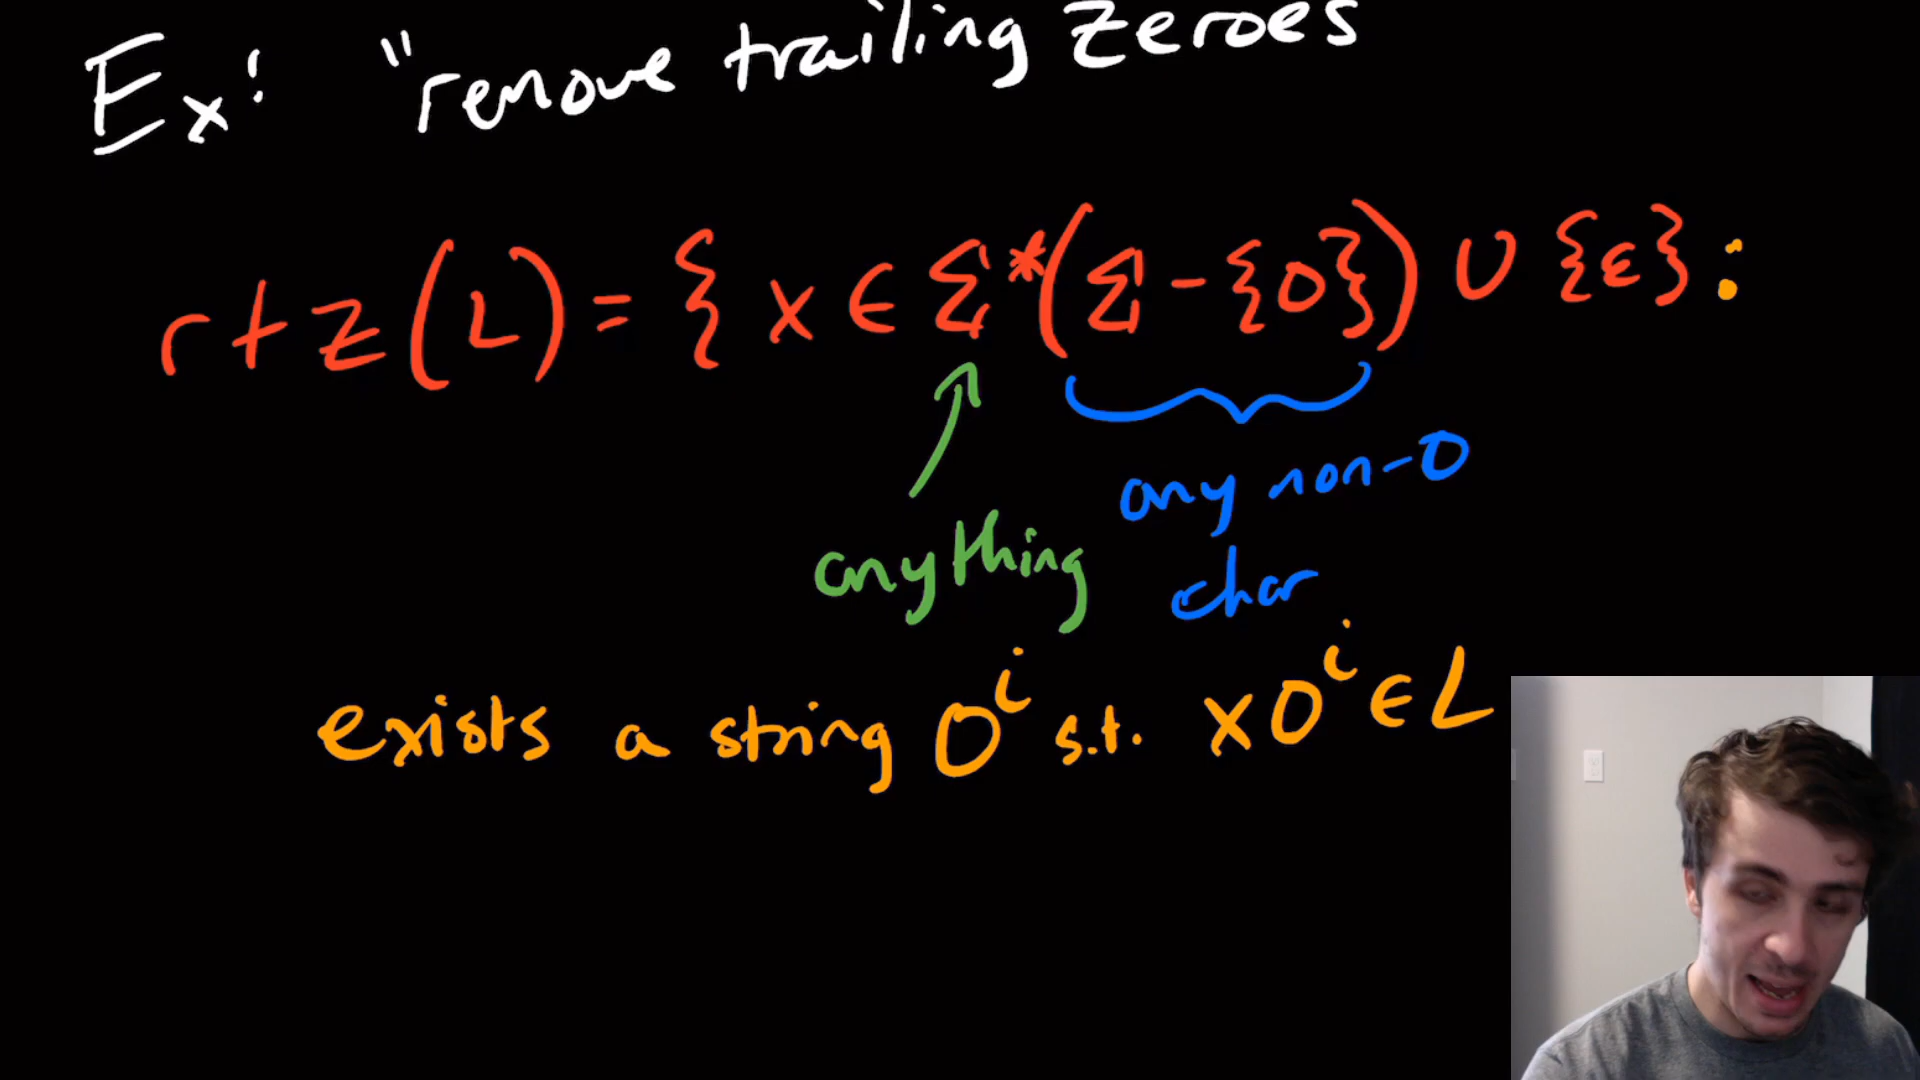 Ex: "remove trailing zeroes
rtz(L) = { x ∈ Σ*(Σ - {0}) ∪ {ε} :
anything
any non-0
char
exists a string 0^i s.t. x0^i ∈ L